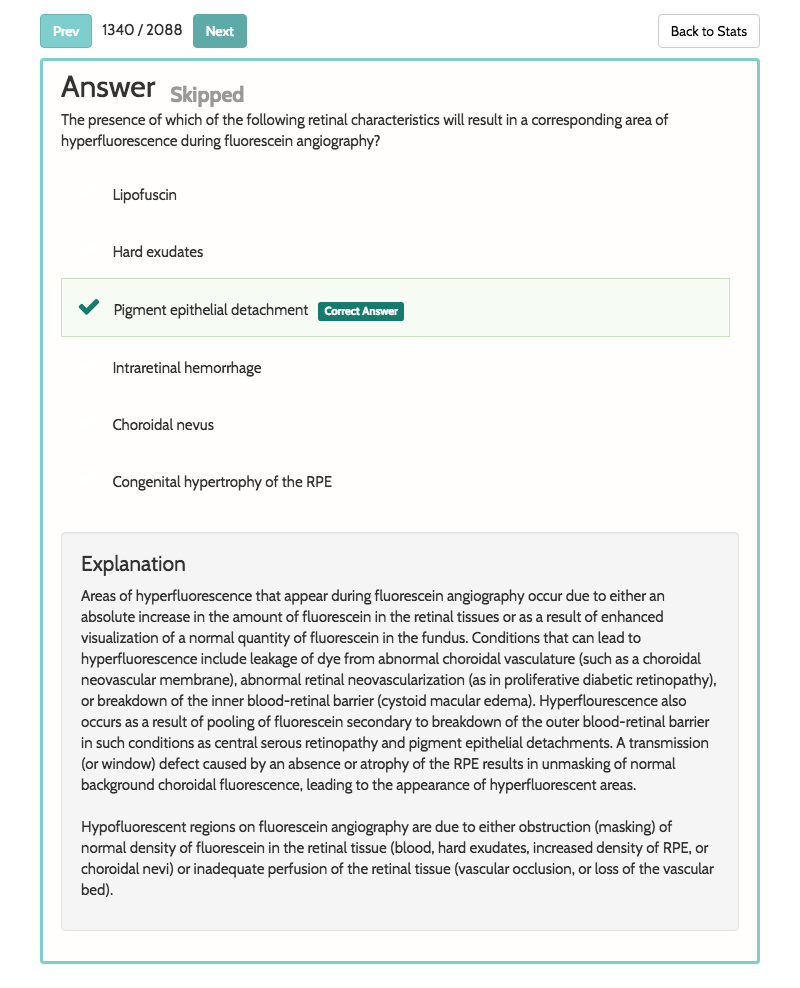 Prev 1340 / 2088 Next Back to Stats
Answer Skipped
The presence of which of the following retinal characteristics will result in a corresponding area of
hyperfluorescence during fluorescein angiography?
Lipofuscin
Hard exudates
Pigment epithelial detachment Correct Answer
Intraretinal hemorrhage
Choroidal nevus
Congenital hypertrophy of the RPE
Explanation
Areas of hyperfluorescence that appear during fluorescein angiography occur due to either an
absolute increase in the amount of fluorescein in the retinal tissues or as a result of enhanced
visualization of a normal quantity of fluorescein in the fundus. Conditions that can lead to
hyperfluorescence include leakage of dye from abnormal choroidal vasculature (such as a choroidal
neovascular membrane), abnormal retinal neovascularization (as in proliferative diabetic retinopathy),
or breakdown of the inner blood-retinal barrier (cystoid macular edema). Hyperflourescence also
occurs as a result of pooling of fluorescein secondary to breakdown of the outer blood-retinal barrier
in such conditions as central serous retinopathy and pigment epithelial detachments. A transmission
(or window) defect caused by an absence or atrophy of the RPE results in unmasking of normal
background choroidal fluorescence, leading to the appearance of hyperfluorescent areas.
Hypofluorescent regions on fluorescein angiography are due to either obstruction (masking) of
normal density of fluorescein in the retinal tissue (blood, hard exudates, increased density of RPE, or
choroidal nevi) or inadequate perfusion of the retinal tissue (vascular occlusion, or loss of the vascular
bed).